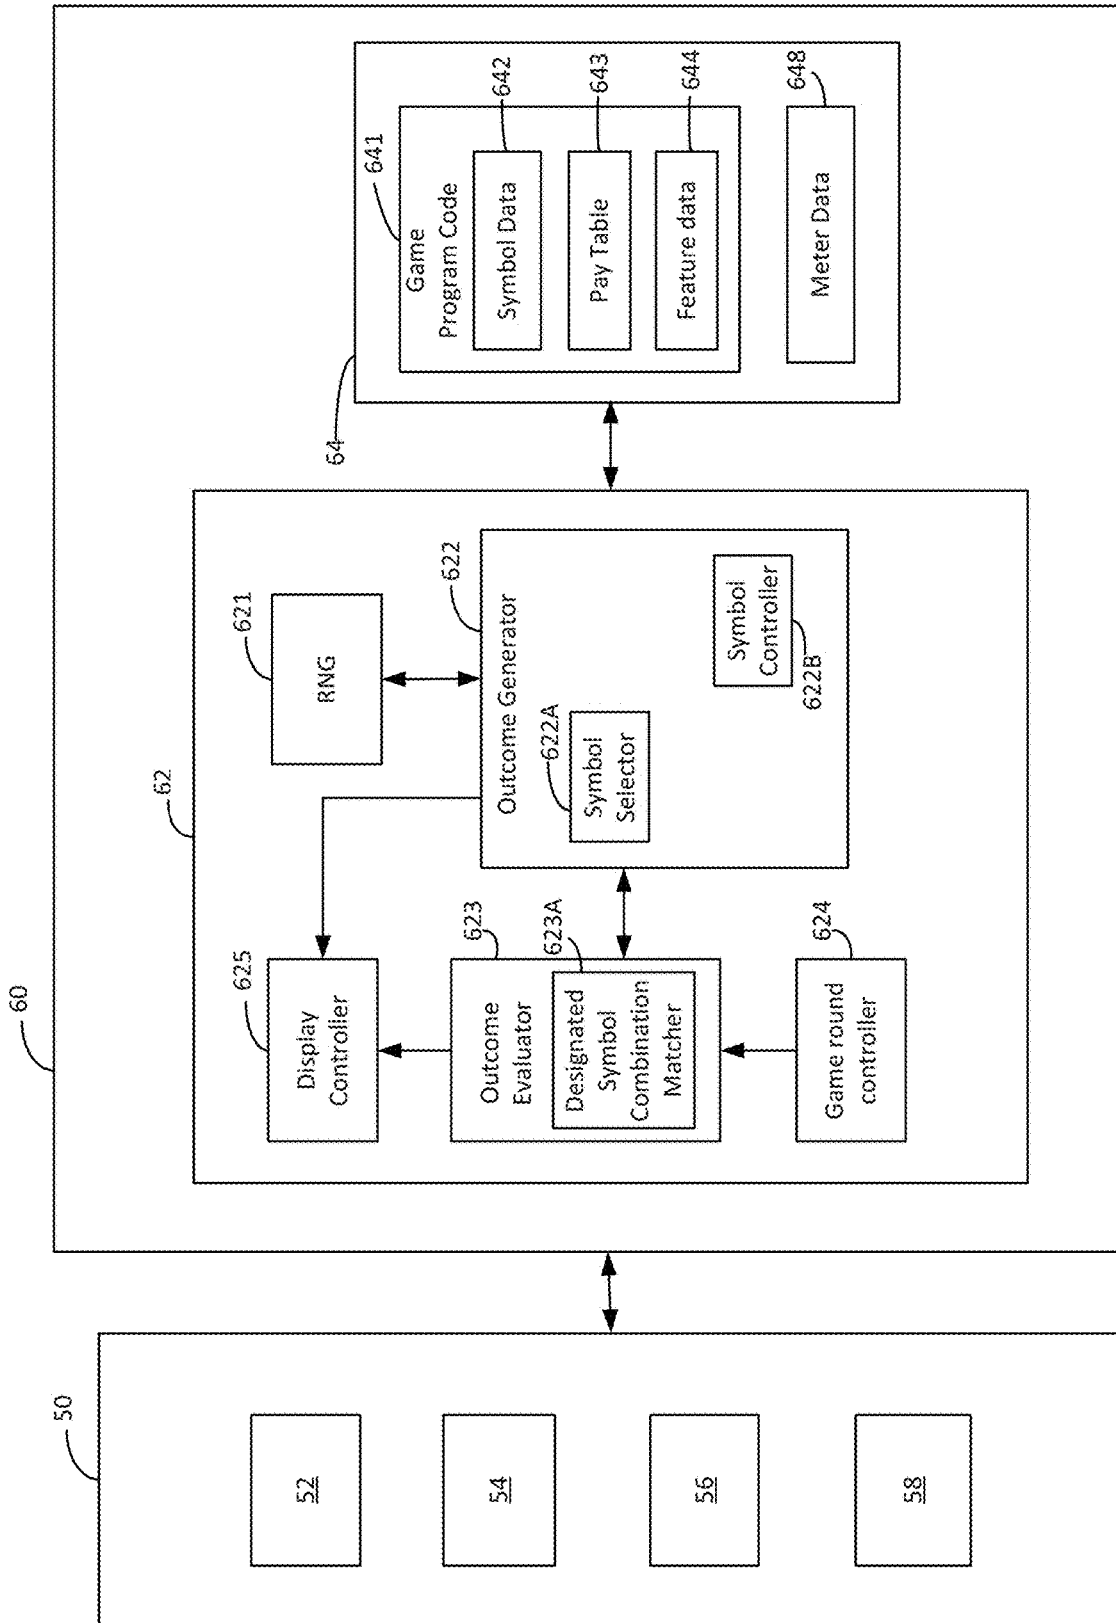 60
62
64
641
Game
Program Code
642
Symbol Data
643
Pay Table
644
Feature data
648
Meter Data
621
RNG
622
Outcome Generator
622A
Symbol
Selector
Symbol
Controller
622B
625
Display
Controller
623
Outcome
Evaluator
623A
Designated
Symbol
Combination
Matcher
624
Game round
controller
50
52
54
56
58